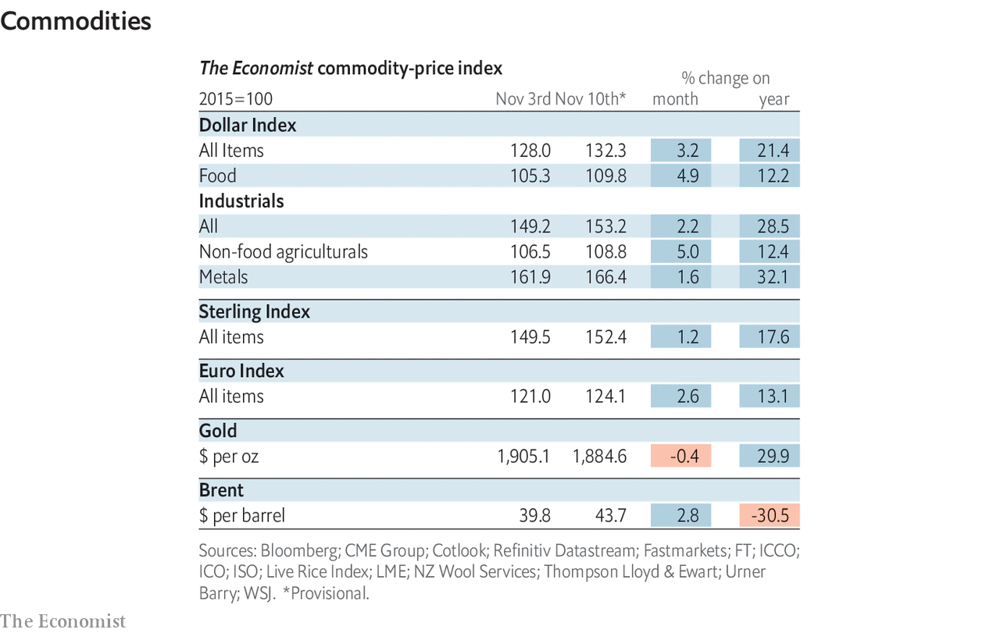 Commodities
The Economist commodity-price index
% change on
2015=100 Nov 3rd Nov 10th* month year
Dollar Index
All Items 128.0 132.3 3.2 21.4
Food 105.3 109.8 4.9 12.2
Industrials
All 149.2 153.2 2.2 28.5
Non-food agriculturals 106.5 108.8 5.0 12.4
Metals 161.9 166.4 1.6 32.1
Sterling Index
All items 149.5 152.4 1.2 17.6
Euro Index
All items 121.0 124.1 2.6 13.1
Gold
$ per oz 1,905.1 1,884.6 -0.4 29.9
Brent
$ per barrel 39.8 43.7 2.8 -30.5
Sources: Bloomberg; CME Group; Cotlook; Refinitiv Datastream; Fastmarkets; FT; ICCO;
ICO; ISO; Live Rice Index; LME; NZ Wool Services; Thompson Lloyd & Ewart; Urner
Barry; WSJ. *Provisional.
The Economist